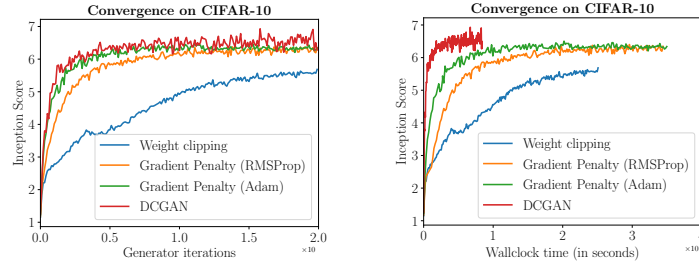 Convergence on CIFAR-10
Inception Score
7
6
5
4
3
2
1
Weight clipping
Gradient Penalty (RMSProp)
Gradient Penalty (Adam)
DCGAN
0.0
0.5
1.0
1.5
2.0
Generator iterations
×10
Convergence on CIFAR-10
Inception Score
7
6
5
4
3
2
1
Weight clipping
Gradient Penalty (RMSProp)
Gradient Penalty (Adam)
DCGAN
0
1
2
3
Wallclock time (in seconds)
×10